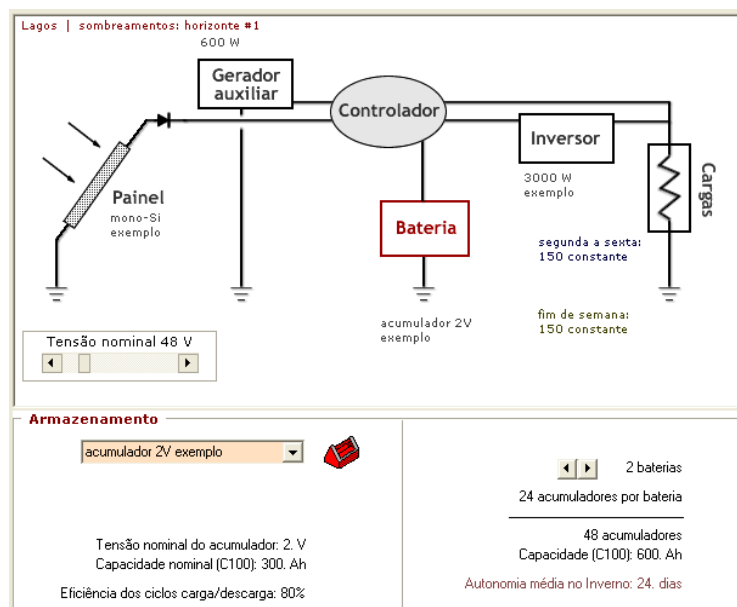 Lagos | sombreamentos: horizonte #1
600 W
Gerador
auxiliar
Controlador
Inversor
3000 W
exemplo
Painel
mono-Si
exemplo
Cargas
Bateria
segunda a sexta:
150 constante
acumulador 2V
exemplo
fim de semana:
150 constante
Tensão nominal 48 V
Armazenamento
acumulador 2V exemplo
2 baterias
24 acumuladores por bateria
48 acumuladores
Capacidade (C100): 600. Ah
Autonomia média no Inverno: 24. dias
Tensão nominal do acumulador: 2. V
Capacidade nominal (C100): 300. Ah
Eficiência dos ciclos carga/descarga: 80%